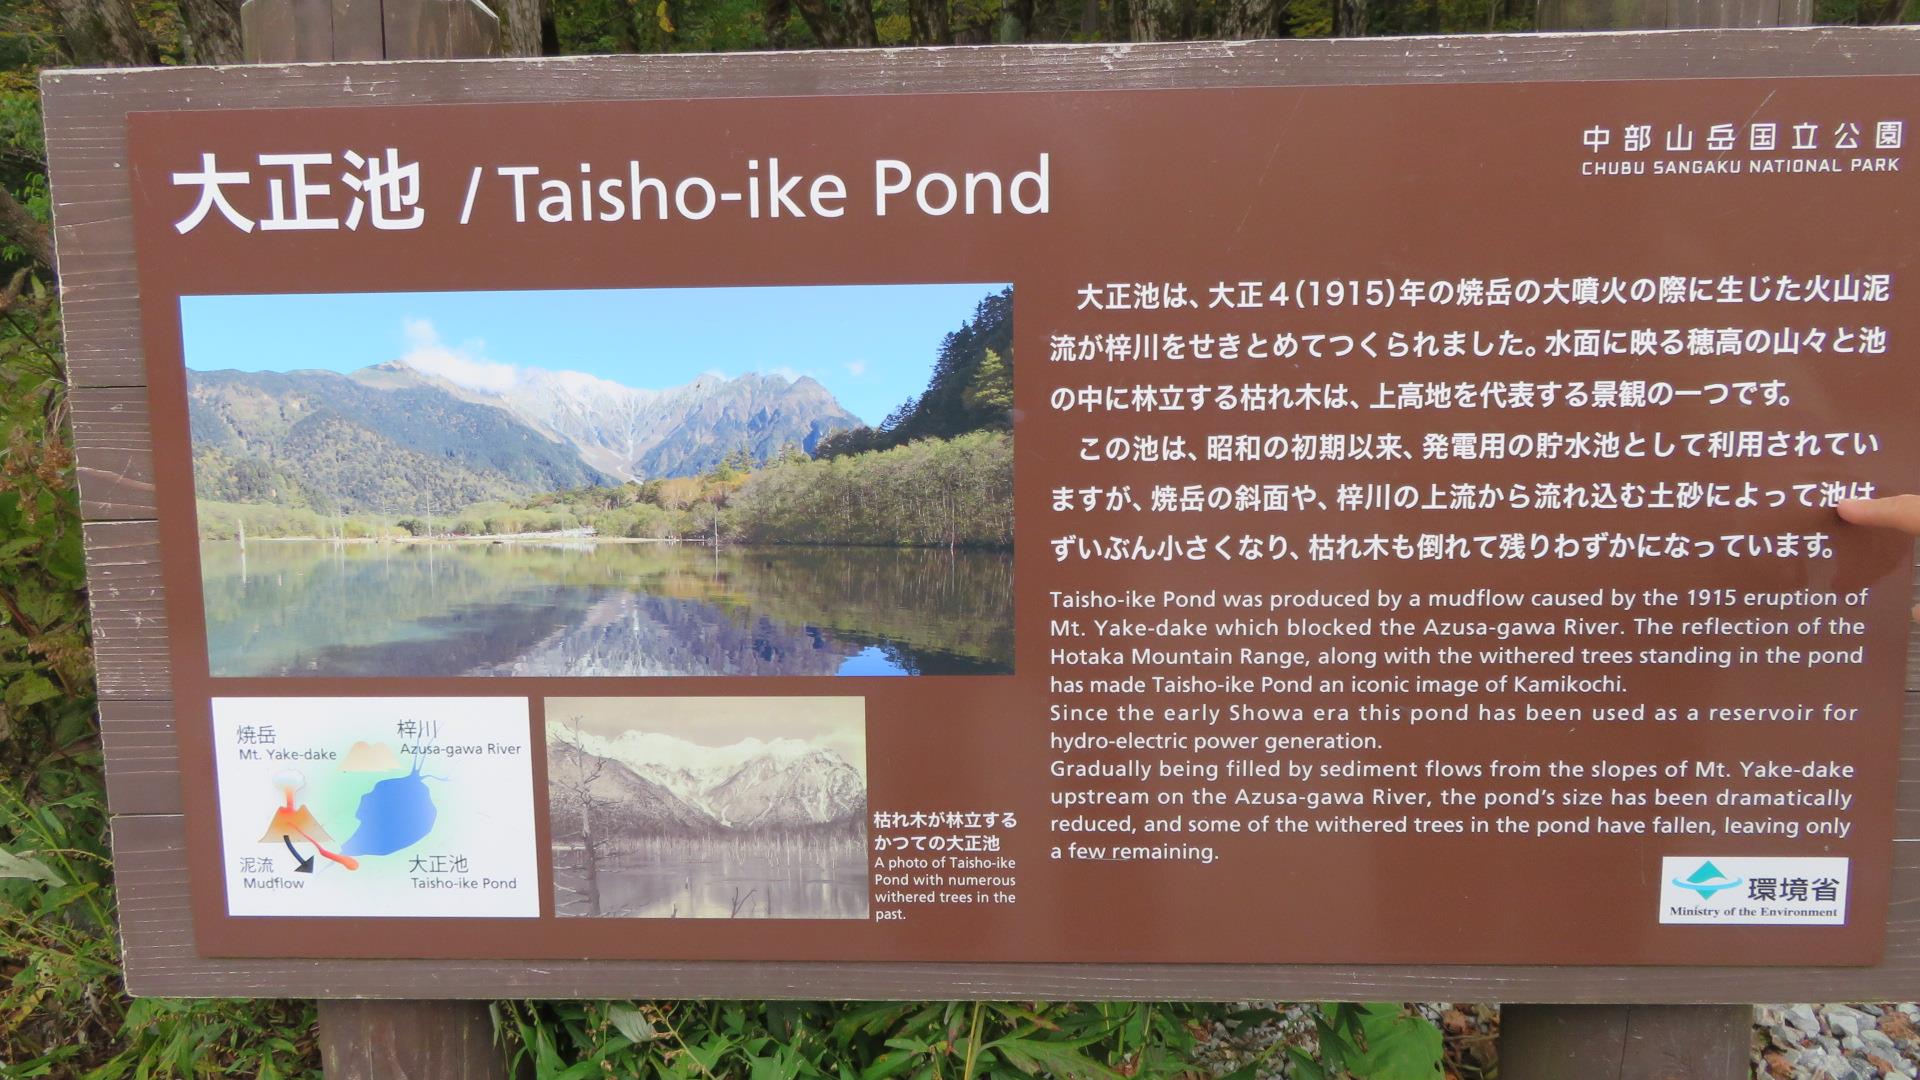 大正池 / Taisho-ike Pond
中部山岳国立公園
CHUBU SANGAKU NATIONAL PARK
大正池は、大正4(1915)年の焼岳の大噴火の際に生じた火山泥
流が梓川をせきとめてつくられました。水面に映る穂高の山々と池
の中に林立する枯れ木は、上高地を代表する景観の一つです。
この池は、昭和の初期以来、発電用の貯水池として利用されてい
ますが、焼岳の斜面や、梓川の上流から流れ込む土砂によって池は
ずいぶん小さくなり、枯れ木も倒れて残りわずかになっています。
Taisho-ike Pond was produced by a mudflow caused by the 1915 eruption of
Mt. Yake-dake which blocked the Azusa-gawa River. The reflection of the
Hotaka Mountain Range, along with the withered trees standing in the pond
has made Taisho-ike Pond an iconic image of Kamikochi.
Since the early Showa era this pond has been used as a reservoir for
hydro-electric power generation.
Gradually being filled by sediment flows from the slopes of Mt. Yake-dake
upstream on the Azusa-gawa River, the pond's size has been dramatically
reduced, and some of the withered trees in the pond have fallen, leaving only
a few remaining.
焼岳
Mt. Yake-dake
梓川
Azusa-gawa River
泥流
Mudflow
大正池
Taisho-ike Pond
枯れ木が林立する
かつての大正池
A photo of Taisho-ike
Pond with numerous
withered trees in the
past.
環境省
Ministry of the Environment